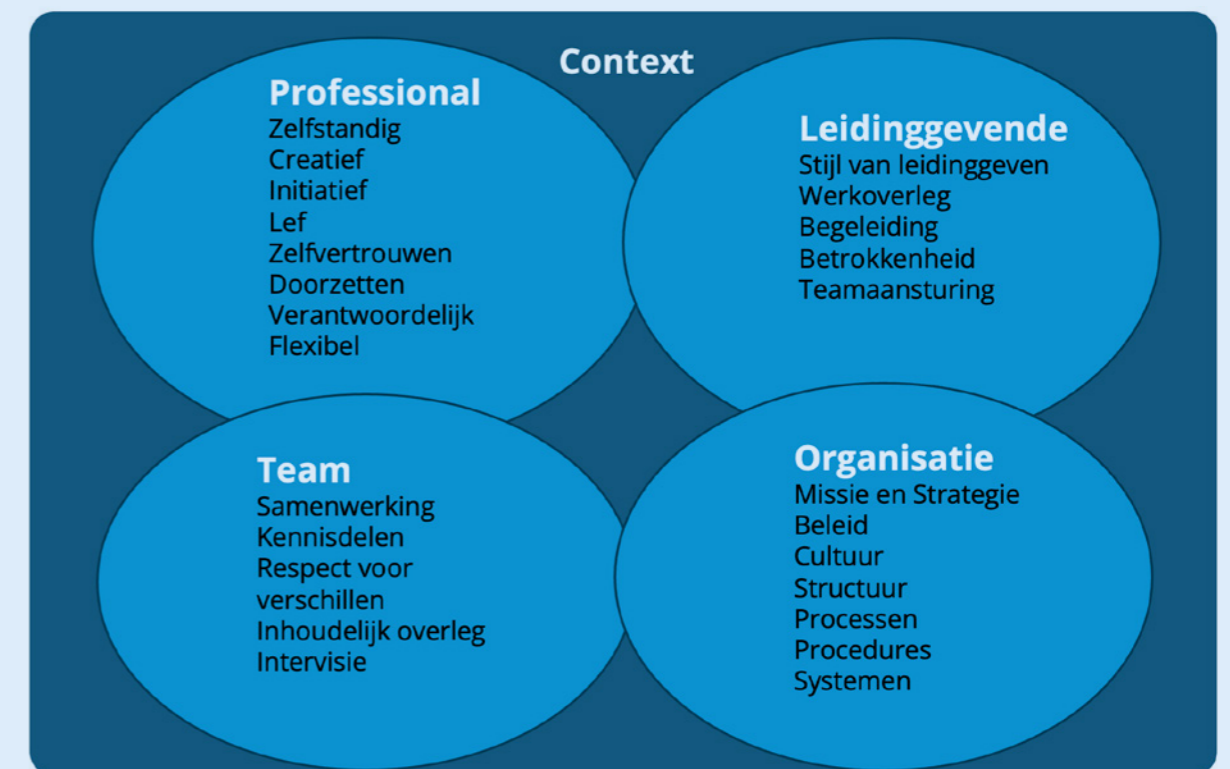 Context
Professional
Zelfstandig
Creatief
Initiatief
Lef
Zelfvertrouwen
Doorzetten
Verantwoordelijk
Flexibel
Leidinggevende
Stijl van leidinggeven
Werkoverleg
Begeleiding
Betrokkenheid
Teamaansturing
Team
Samenwerking
Kennisdelen
Respect voor
verschillen
Inhoudelijk overleg
Intervisie
Organisatie
Missie en Strategie
Beleid
Cultuur
Structuur
Processen
Procedures
Systemen